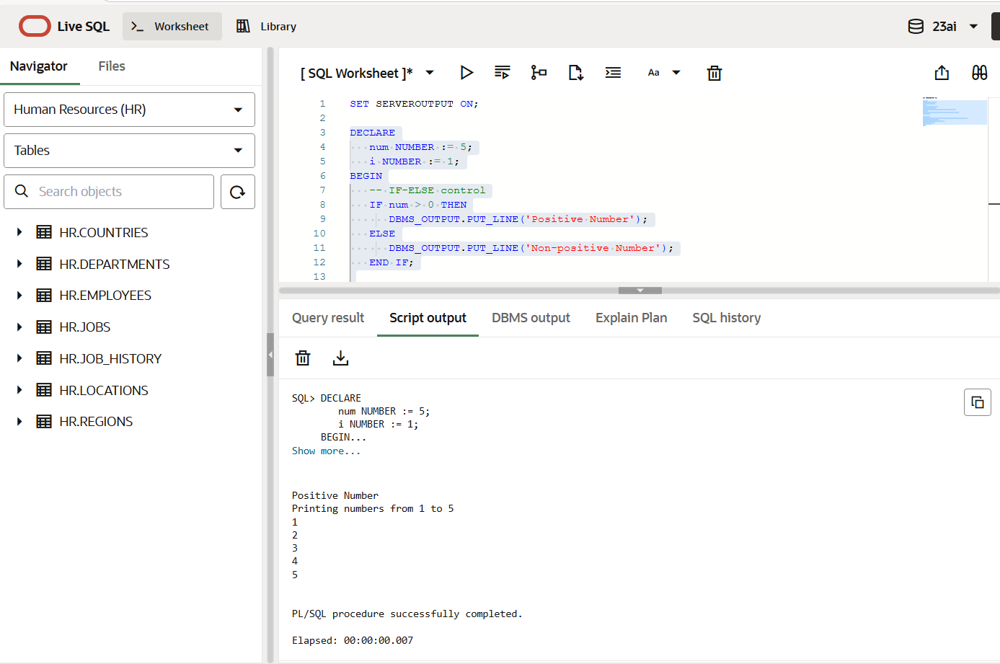 Live SQL
Worksheet
Library
23ai
Navigator
Files
Human Resources (HR)
Tables
Search objects
HR.COUNTRIES
HR.DEPARTMENTS
HR.EMPLOYEES
HR.JOBS
HR.JOB_HISTORY
HR.LOCATIONS
HR.REGIONS
[ SQL Worksheet ]*
Aa
1 SET SERVEROUTPUT ON;
2
3 DECLARE
4 num NUMBER := 5;
5 i NUMBER := 1;
6 BEGIN
7 -- IF-ELSE control
8 IF num > 0 THEN
9 DBMS_OUTPUT.PUT_LINE('Positive Number');
10 ELSE
11 DBMS_OUTPUT.PUT_LINE('Non-positive Number');
12 END IF;
13
Query result
Script output
DBMS output
Explain Plan
SQL history
SQL> DECLARE
num NUMBER := 5;
i NUMBER := 1;
BEGIN...
Show more...
Positive Number
Printing numbers from 1 to 5
1
2
3
4
5
PL/SQL procedure successfully completed.
Elapsed: 00:00:00.007